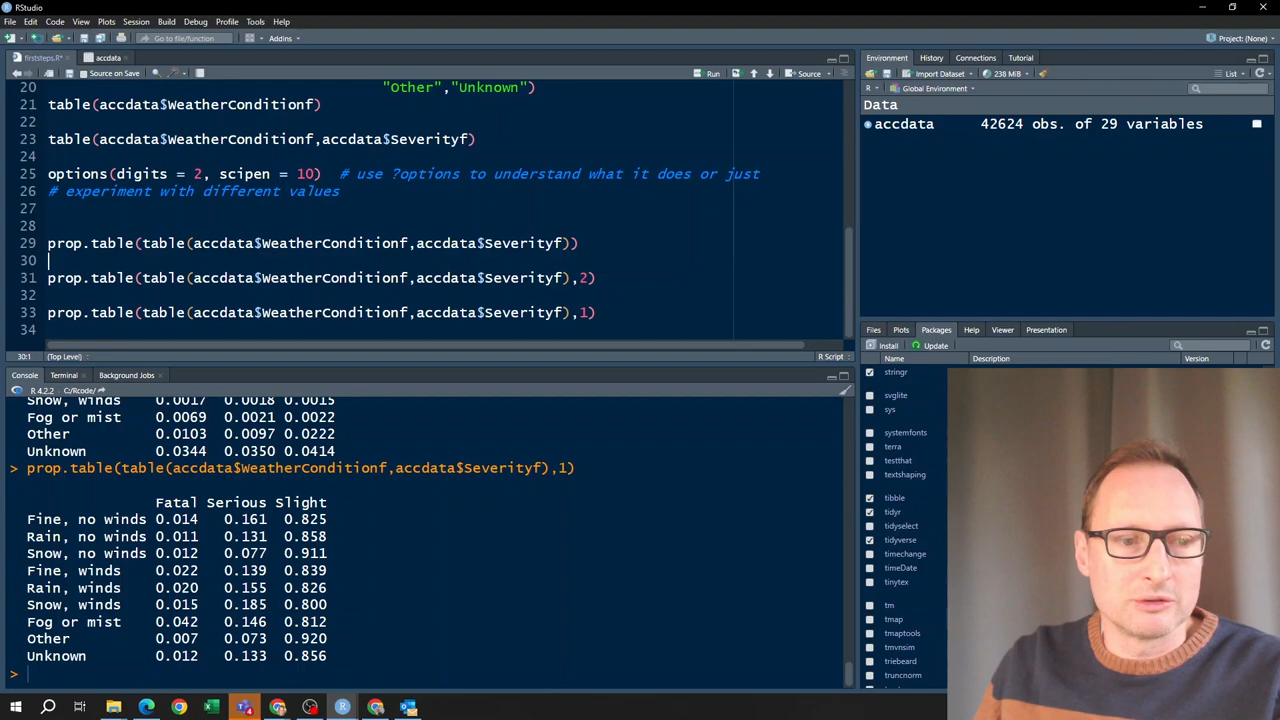 RStudio
File Edit Code View Plots Session Build Debug Profile Tools Help
Go to file/function Addins Project: (None)
firststeps.R* accdata
Source on Save Run Source
20 "Other","Unknown")
21 table(accdata$WeatherConditionf)
22
23 table(accdata$WeatherConditionf,accdata$Severityf)
24
25 options(digits = 2, scipen = 10) # use ?options to understand what it does or just
26 # experiment with different values
27
28
29 prop.table(table(accdata$WeatherConditionf,accdata$Severityf))
30
31 prop.table(table(accdata$WeatherConditionf,accdata$Severityf),2)
32
33 prop.table(table(accdata$WeatherConditionf,accdata$Severityf),1)
34
30:1 (Top Level) R Script
Console Terminal Background Jobs
R 4.2.2 · C:/Rcode/
Snow, winds 0.0017 0.0018 0.0015
Fog or mist 0.0069 0.0021 0.0022
Other 0.0103 0.0097 0.0222
Unknown 0.0344 0.0350 0.0414
> prop.table(table(accdata$WeatherConditionf,accdata$Severityf),1)
Fatal Serious Slight
Fine, no winds 0.014 0.161 0.825
Rain, no winds 0.011 0.131 0.858
Snow, no winds 0.012 0.077 0.911
Fine, winds 0.022 0.139 0.839
Rain, winds 0.020 0.155 0.826
Snow, winds 0.015 0.185 0.800
Fog or mist 0.042 0.146 0.812
Other 0.007 0.073 0.920
Unknown 0.012 0.133 0.856
>
Environment History Connections Tutorial
Import Dataset 238 MiB List
R Global Environment
Data
accdata 42624 obs. of 29 variables
Files Plots Packages Help Viewer Presentation
Install Update
Name Description Version
stringr
svglite
sys
systemfonts
terra
testthat
textshaping
tibble
tidyr
tidyselect
tidyverse
timechange
timeDate
tinytex
tm
tmap
tmaptools
tmvnsim
triebeard
truncnorm